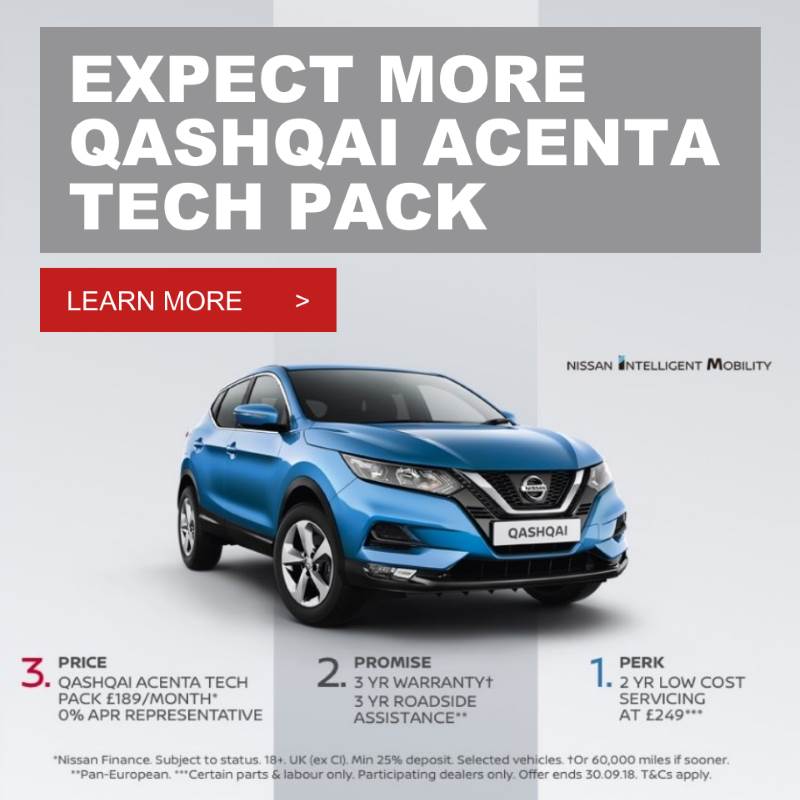 EXPECT MORE
QASHQAI ACENTA
TECH PACK
LEARN MORE >
NISSAN INTELLIGENT MOBILITY
NISSAN
QASHQAI
3. PRICE
QASHQAI ACENTA TECH
PACK £189/MONTH*
0% APR REPRESENTATIVE
2. PROMISE
3 YR WARRANTY†
3 YR ROADSIDE
ASSISTANCE**
1. PERK
2 YR LOW COST
SERVICING
AT £249***
*Nissan Finance. Subject to status. 18+. UK (ex CI). Min 25% deposit. Selected vehicles. †Or 60,000 miles if sooner.
**Pan-European. ***Certain parts & labour only. Participating dealers only. Offer ends 30.09.18. T&Cs apply.